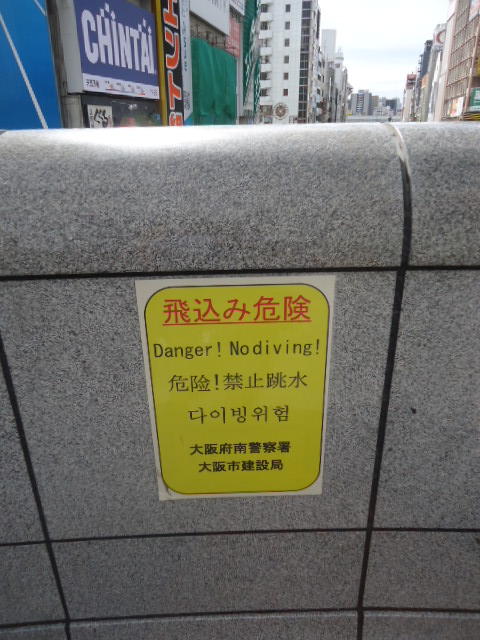 CHINTAI
飛込み危険
Danger! Nodiving!
危险!禁止跳水
다이빙위험
大阪府南警察署
大阪市建設局